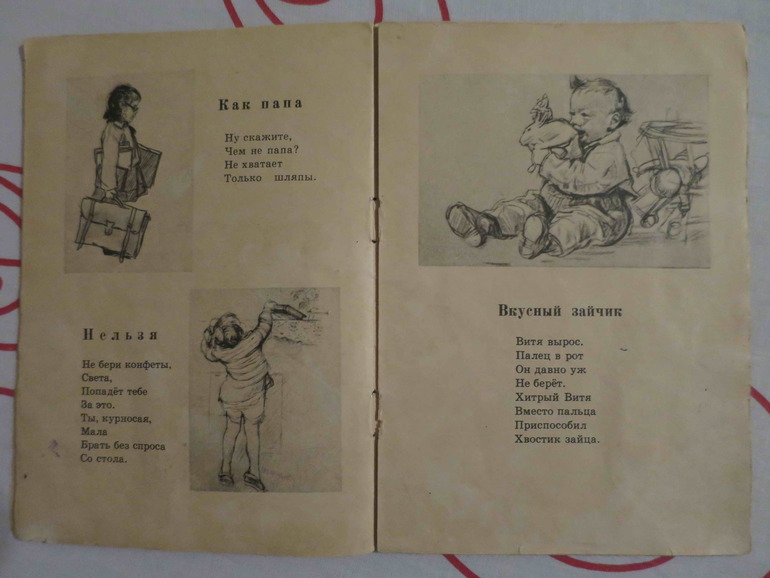 Как папа
Ну скажите,
Чем не папа?
Не хватает
Только шляпы.
Нельзя
Не бери конфеты,
Света,
Попадёт тебе
За это.
Ты, курносая,
Мала
Брать без спроса
Со стола.
Вкусный зайчик
Витя вырос.
Палец в рот
Он давно уж
Не берёт.
Хитрый Витя
Вместо пальца
Приспособил
Хвостик зайца.